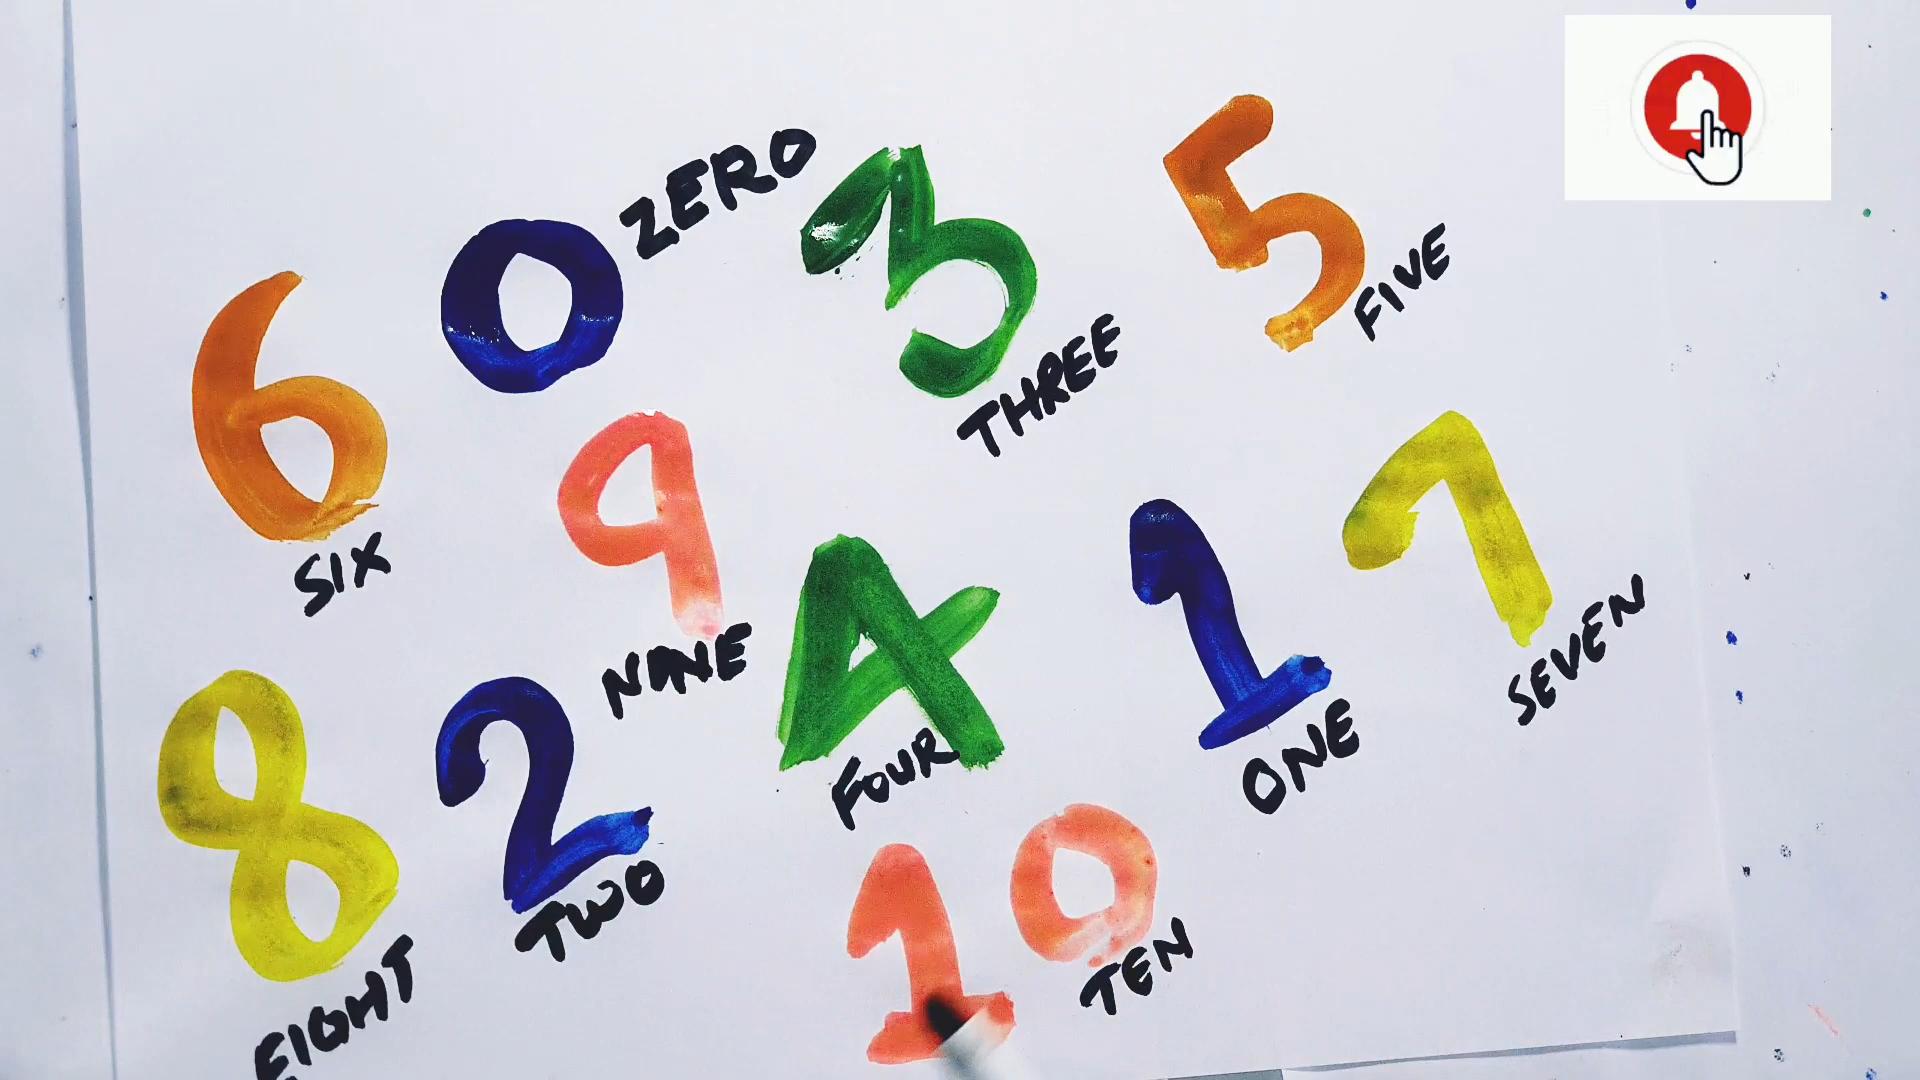 0 ZERO
3 THREE
5 FIVE
6 SIX
9 NINE
4 FOUR
1 ONE
7 SEVEN
8 EIGHT
2 TWO
10 TEN